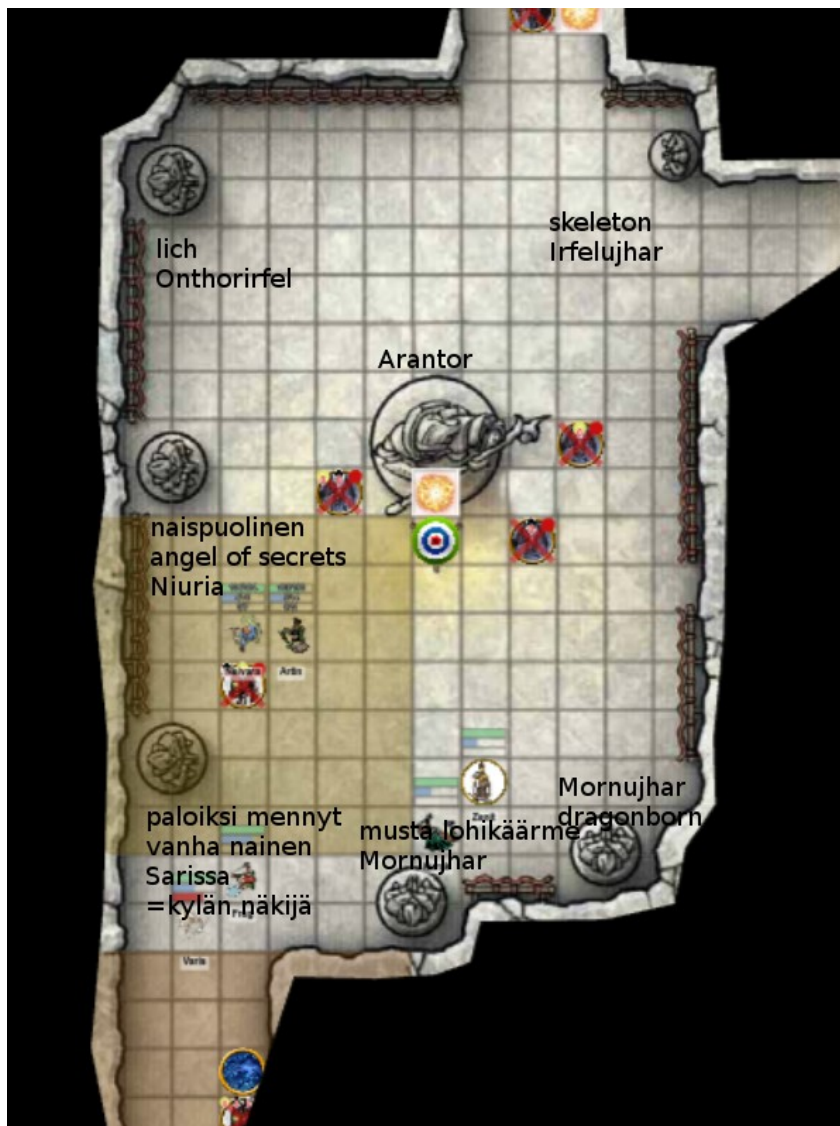 skeleton
Irfelujhar
lich
Onthorirfel
Arantor
naispuolinen
angel of secrets
Niuria
Artin
Mornujhar
dragonborn
paloiksi mennyt
vanha nainen
Sarissa
=kylän näkijä
musta lohikäärme
Mornujhar
Varis